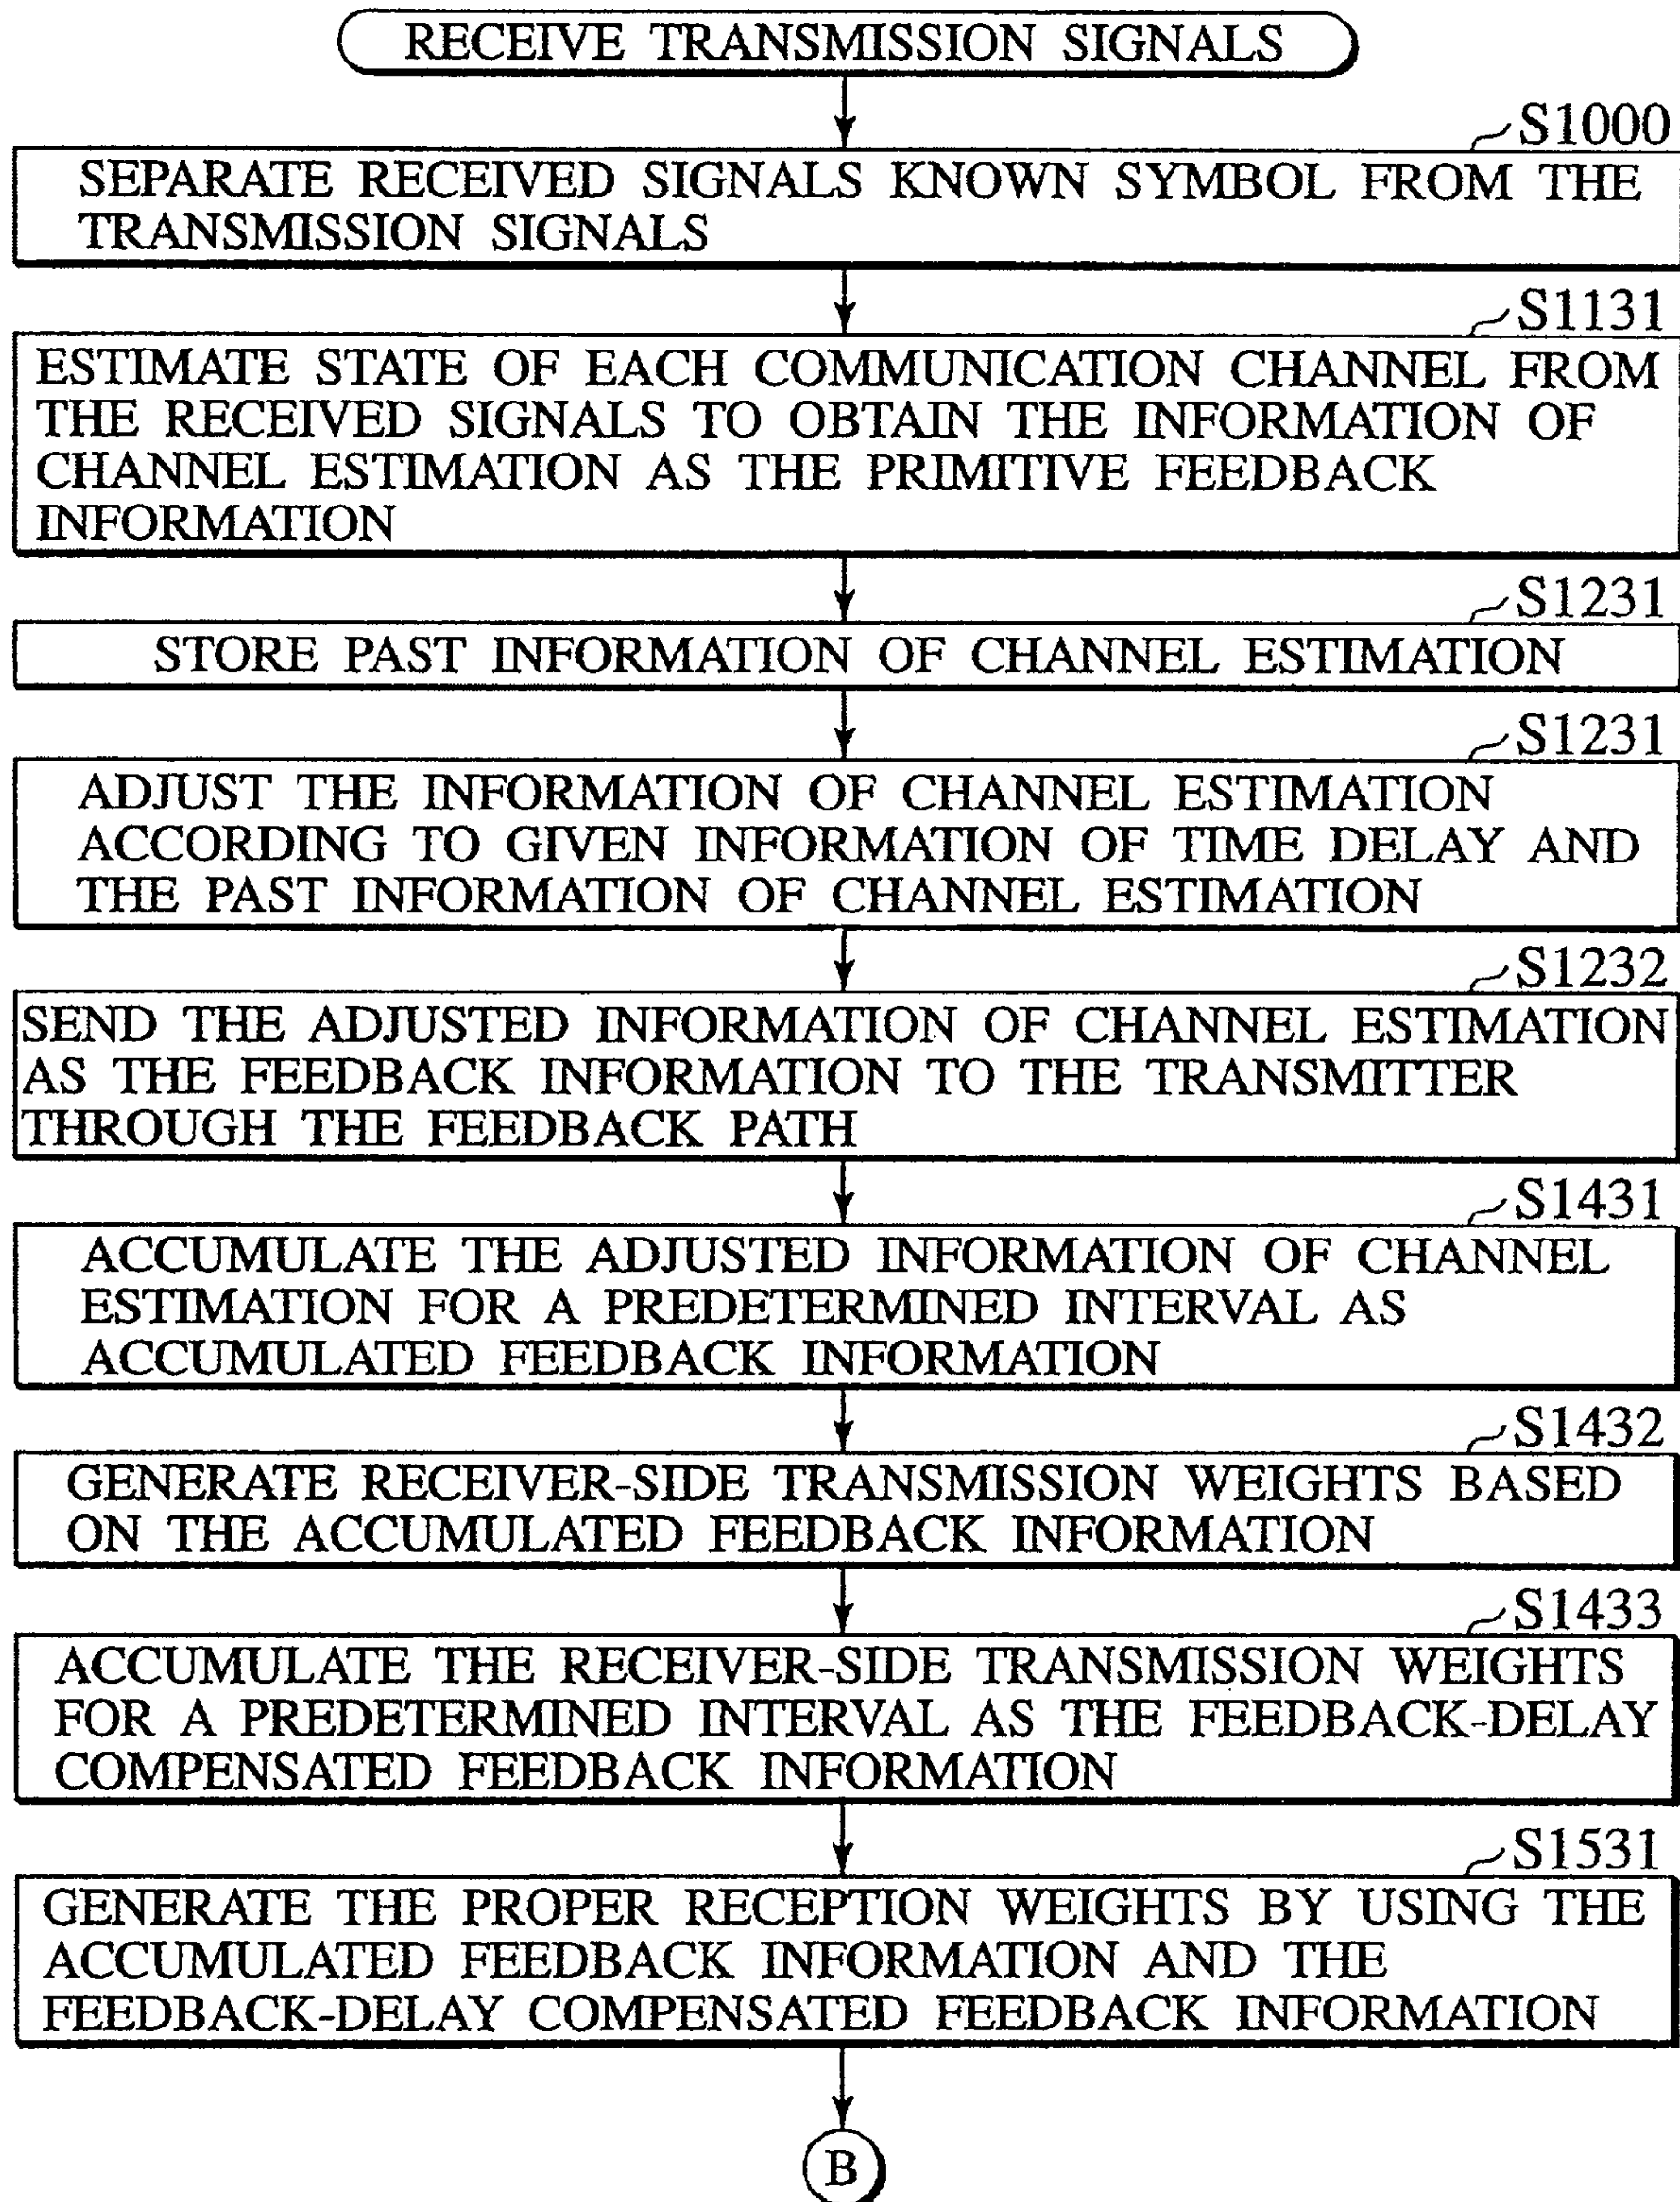 RECEIVE TRANSMISSION SIGNALS
S1000
SEPARATE RECEIVED SIGNALS KNOWN SYMBOL FROM THE
TRANSMISSION SIGNALS
S1131
ESTIMATE STATE OF EACH COMMUNICATION CHANNEL FROM
THE RECEIVED SIGNALS TO OBTAIN THE INFORMATION OF
CHANNEL ESTIMATION AS THE PRIMITIVE FEEDBACK
INFORMATION
S1231
STORE PAST INFORMATION OF CHANNEL ESTIMATION
S1231
ADJUST THE INFORMATION OF CHANNEL ESTIMATION
ACCORDING TO GIVEN INFORMATION OF TIME DELAY AND
THE PAST INFORMATION OF CHANNEL ESTIMATION
S1232
SEND THE ADJUSTED INFORMATION OF CHANNEL ESTIMATION
AS THE FEEDBACK INFORMATION TO THE TRANSMITTER
THROUGH THE FEEDBACK PATH
S1431
ACCUMULATE THE ADJUSTED INFORMATION OF CHANNEL
ESTIMATION FOR A PREDETERMINED INTERVAL AS
ACCUMULATED FEEDBACK INFORMATION
S1432
GENERATE RECEIVER-SIDE TRANSMISSION WEIGHTS BASED
ON THE ACCUMULATED FEEDBACK INFORMATION
S1433
ACCUMULATE THE RECEIVER-SIDE TRANSMISSION WEIGHTS
FOR A PREDETERMINED INTERVAL AS THE FEEDBACK-DELAY
COMPENSATED FEEDBACK INFORMATION
S1531
GENERATE THE PROPER RECEPTION WEIGHTS BY USING THE
ACCUMULATED FEEDBACK INFORMATION AND THE
FEEDBACK-DELAY COMPENSATED FEEDBACK INFORMATION
B